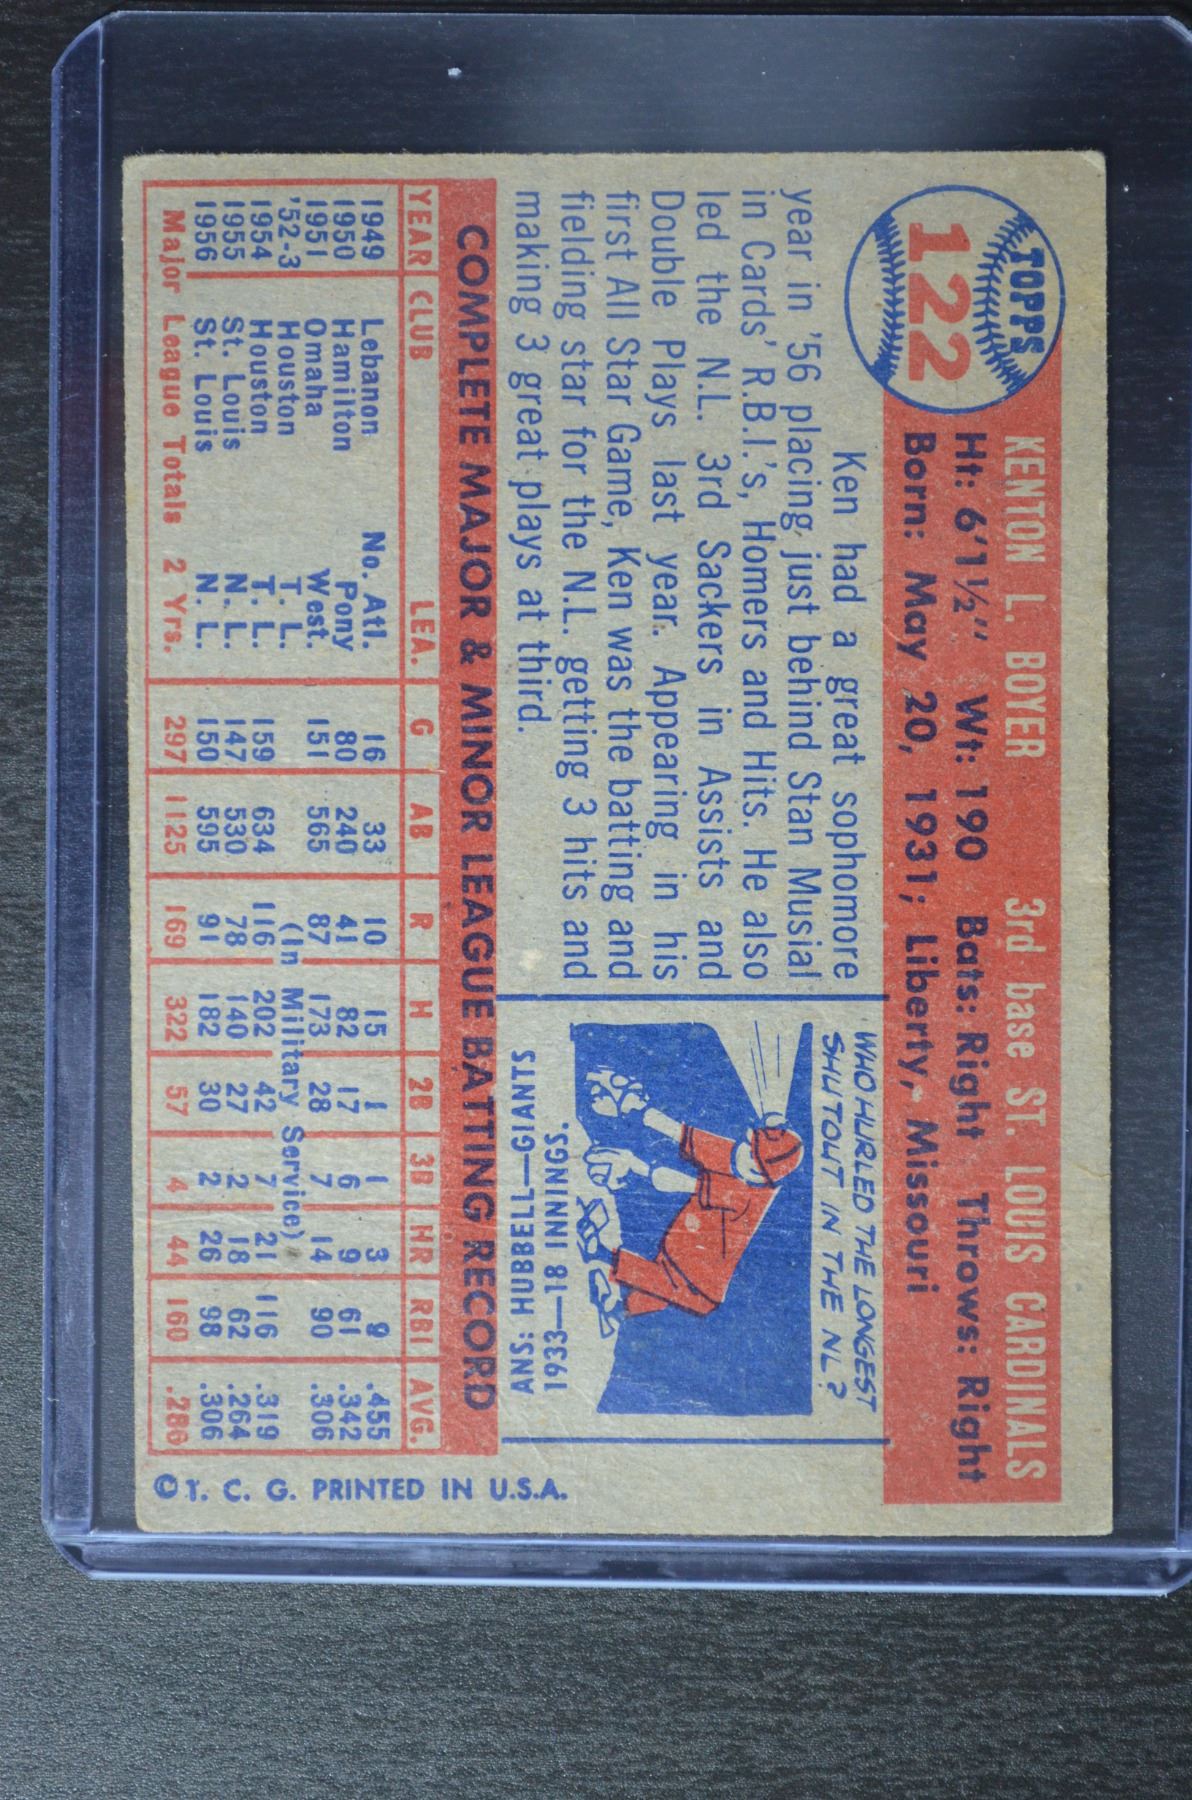 TOPPS
122
KENTON L. BOYER 3rd base ST. LOUIS CARDINALS
Ht: 6'1½" Wt: 190 Bats: Right Throws: Right
Born: May 20, 1931; Liberty, Missouri
Ken had a great sophomore
year in '56 placing just behind Stan Musial
in Cards' R.B.I.'s, Homers and Hits. He also
led the N.L. 3rd Sackers in Assists and
Double Plays last year. Appearing in his
first All Star Game, Ken was the batting and
fielding star for the N.L. getting 3 hits and
making 3 great plays at third.
WHO HURLED THE LONGEST
SHUTOUT IN THE NL?
ANS: HUBBELL—GIANTS
1933—18 INNINGS.
COMPLETE MAJOR & MINOR LEAGUE BATTING RECORD
YEAR CLUB LEA. G AB R H 2B 3B HR RBI AVG.
1949 Lebanon No. Atl. 16 33 10 15 1 1 3 9 .455
1950 Hamilton Pony 80 240 41 82 17 6 9 61 .342
1951 Omaha West. 151 565 87 173 28 7 14 90 .306
'52-3 Houston T. L. (In Military Service)
1954 Houston T. L. 159 634 116 202 42 7 21 116 .319
1955 St. Louis N. L. 147 530 78 140 27 2 18 62 .264
1956 St. Louis N. L. 150 595 91 182 30 2 26 98 .306
Major League Totals 2 Yrs. 297 1125 169 322 57 4 44 160 .286
© T. C. G. PRINTED IN U.S.A.